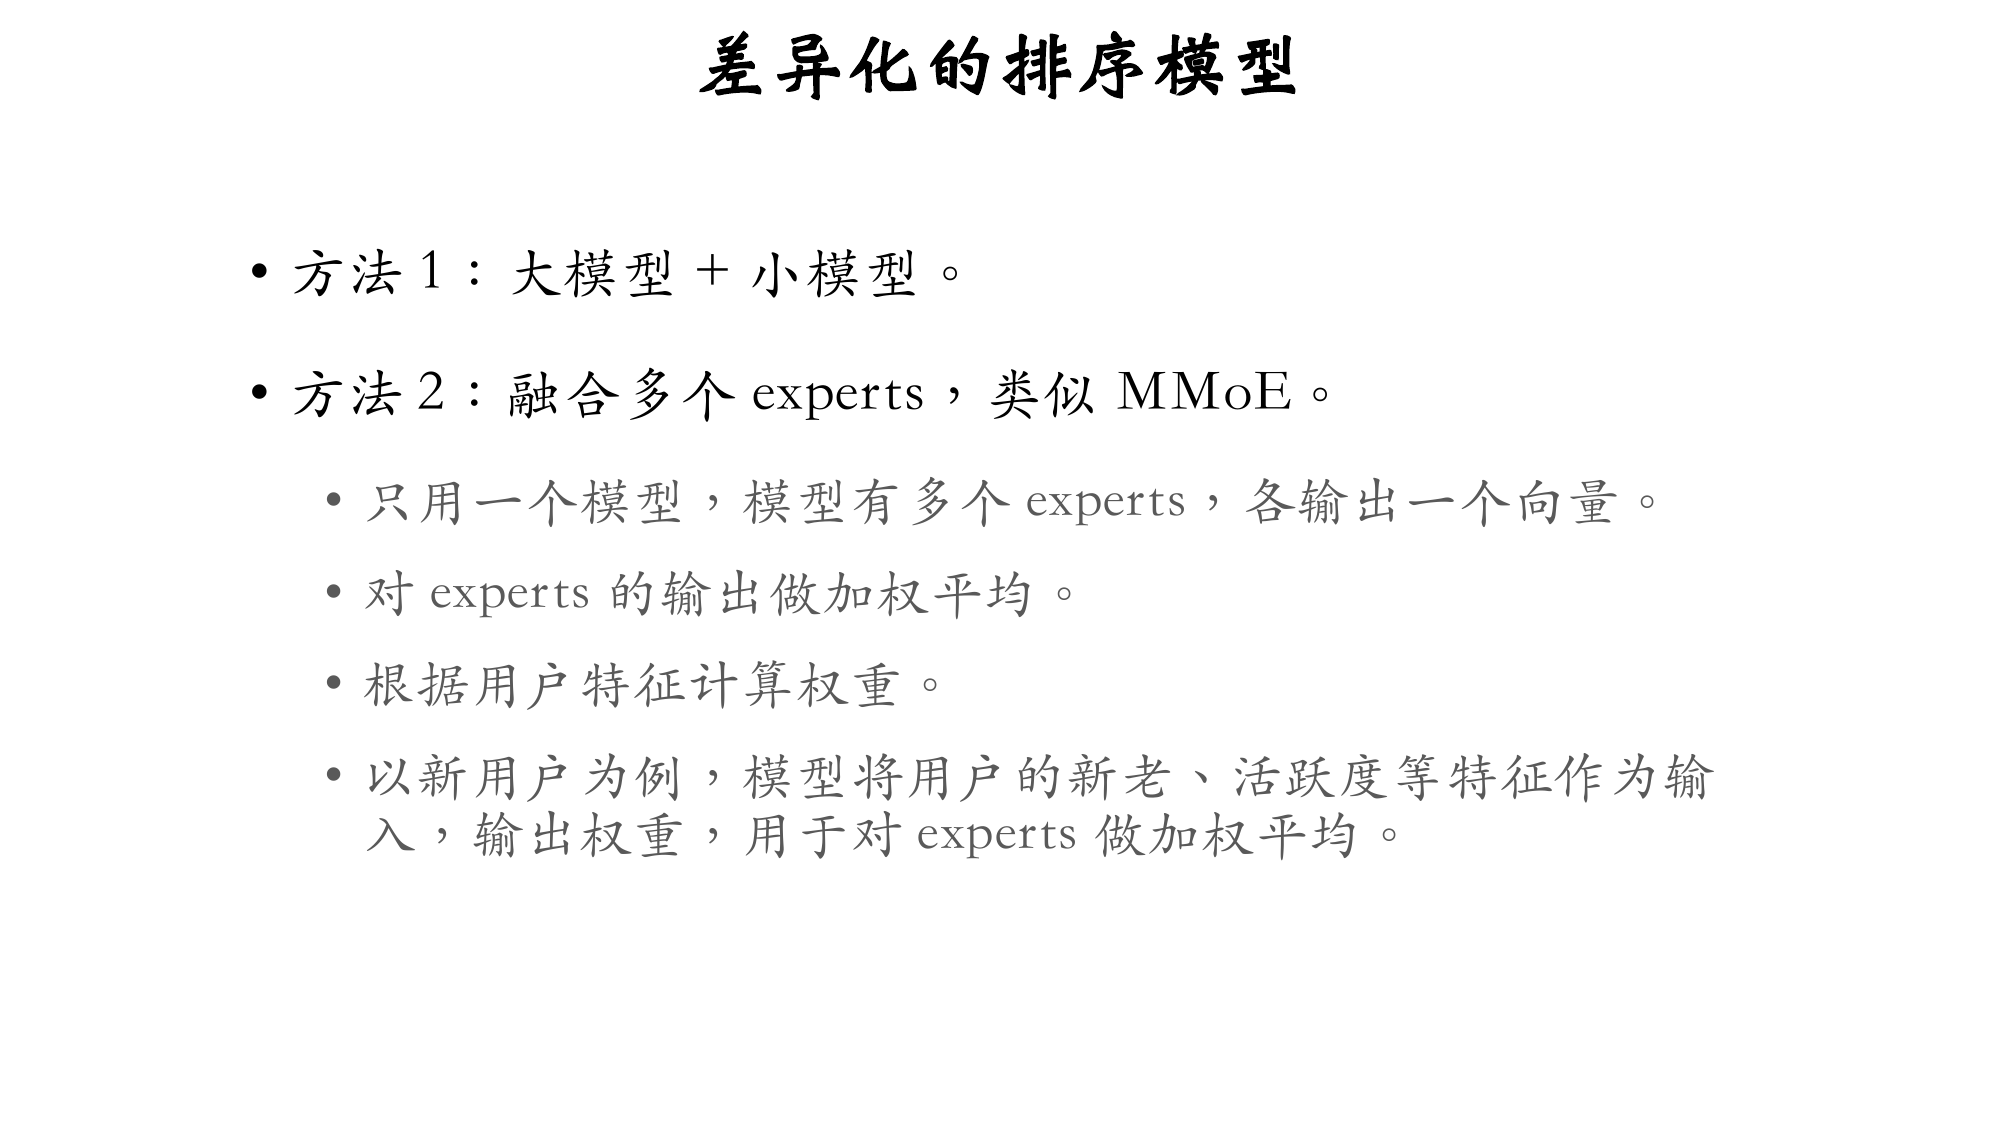 差异化的排序模型
• 方法 1：大模型 + 小模型。
• 方法 2：融合多个 experts，类似 MMoE。
• 只用一个模型，模型有多个 experts，各输出一个向量。
• 对 experts 的输出做加权平均。
• 根据用户特征计算权重。
• 以新用户为例，模型将用户的新老、活跃度等特征作为输
入，输出权重，用于对 experts 做加权平均。